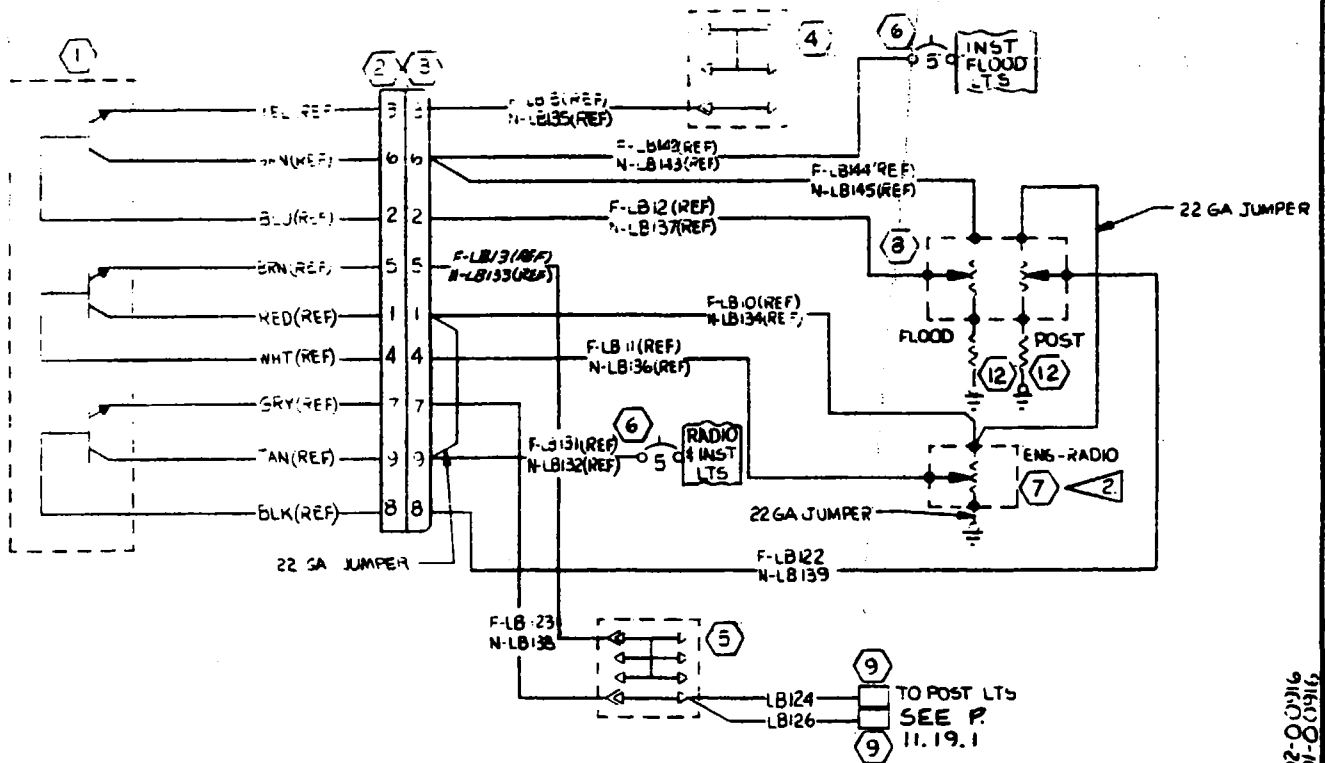 1
2
3
4
6
5
INST
FLOOD
LTS
3
N-LB135(REF)
6
6
N-LB143(REF)
F-LB144(REF)
N-LB145(REF)
2
2
F-LB12(REF)
N-LB137(REF)
22 GA JUMPER
8
BRN(REF)
5
5
F-LB13(REF)
N-LB133(REF)
RED(REF)
1
1
F-LB10(REF)
N-LB134(REF)
FLOOD
POST
12
12
WHT(REF)
4
4
F-LB11(REF)
N-LB136(REF)
GRY(REF)
7
7
6
TAN(REF)
9
9
F-LB131(REF)
N-LB132(REF)
5
RADIO
& INST
LTS
ENG-RADIO
7
2.
BLK(REF)
8
8
22 GA JUMPER
22 GA JUMPER
F-LB122
N-LB139
F-LB123
N-LB138
5
9
LB124
TO POST LTS
LB126
SEE P.
9
11.19.1